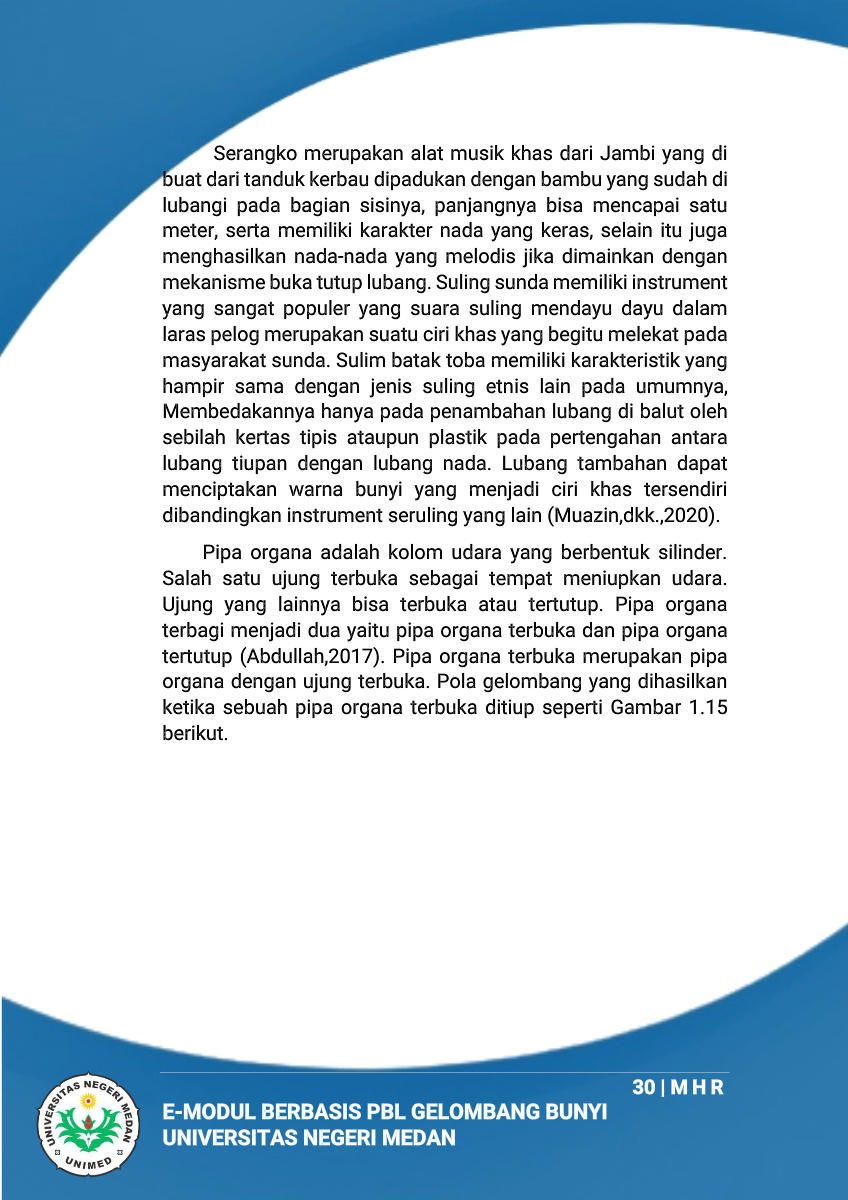 Serangko merupakan alat musik khas dari Jambi yang di
buat dari tanduk kerbau dipadukan dengan bambu yang sudah di
lubangi pada bagian sisinya, panjangnya bisa mencapai satu
meter, serta memiliki karakter nada yang keras, selain itu juga
menghasilkan nada-nada yang melodis jika dimainkan dengan
mekanisme buka tutup lubang. Suling sunda memiliki instrument
yang sangat populer yang suara suling mendayu dayu dalam
laras pelog merupakan suatu ciri khas yang begitu melekat pada
masyarakat sunda. Sulim batak toba memiliki karakteristik yang
hampir sama dengan jenis suling etnis lain pada umumnya,
Membedakannya hanya pada penambahan lubang di balut oleh
sebilah kertas tipis ataupun plastik pada pertengahan antara
lubang tiupan dengan lubang nada. Lubang tambahan dapat
menciptakan warna bunyi yang menjadi ciri khas tersendiri
dibandingkan instrument seruling yang lain (Muazin,dkk.,2020).
Pipa organa adalah kolom udara yang berbentuk silinder.
Salah satu ujung terbuka sebagai tempat meniupkan udara.
Ujung yang lainnya bisa terbuka atau tertutup. Pipa organa
terbagi menjadi dua yaitu pipa organa terbuka dan pipa organa
tertutup (Abdullah,2017). Pipa organa terbuka merupakan pipa
organa dengan ujung terbuka. Pola gelombang yang dihasilkan
ketika sebuah pipa organa terbuka ditiup seperti Gambar 1.15
berikut.
30 | M H R
E-MODUL BERBASIS PBL GELOMBANG BUNYI
UNIVERSITAS NEGERI MEDAN
UNIVERSITAS NEGERI MEDAN
UNIMED